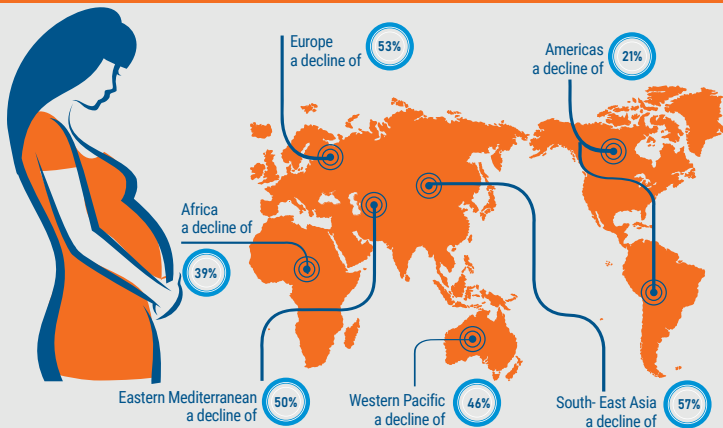 Europe
a decline of
53%
Americas
a decline of
21%
Africa
a decline of
39%
Eastern Mediterranean
a decline of
50%
Western Pacific
a decline of
46%
South- East Asia
a decline of
57%